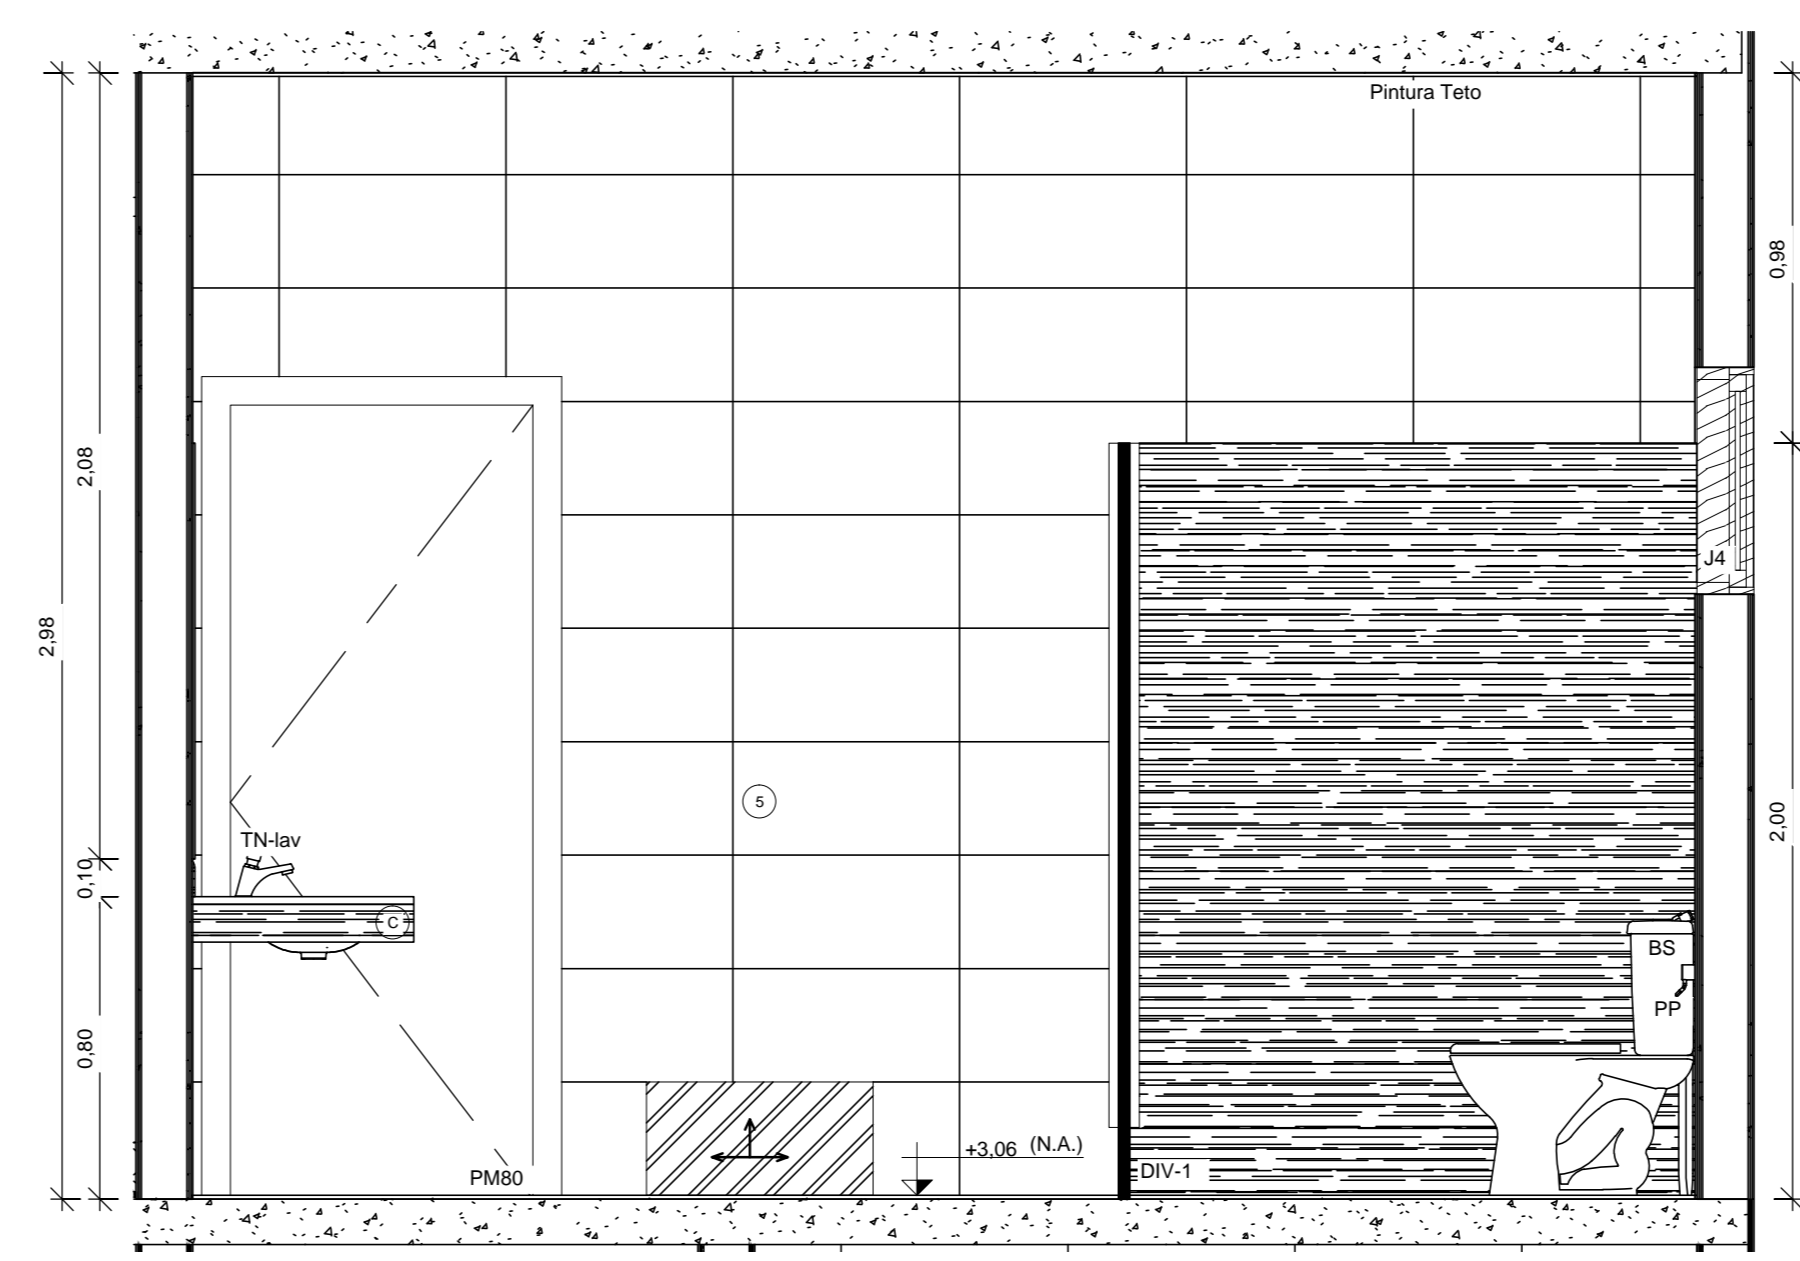 Pintura Teto
0,98
2,08
J4
2,98
5
2,00
TN-lav
0,10
C
BS
PP
0,80
+3,06 (N.A.)
DIV-1
PM80